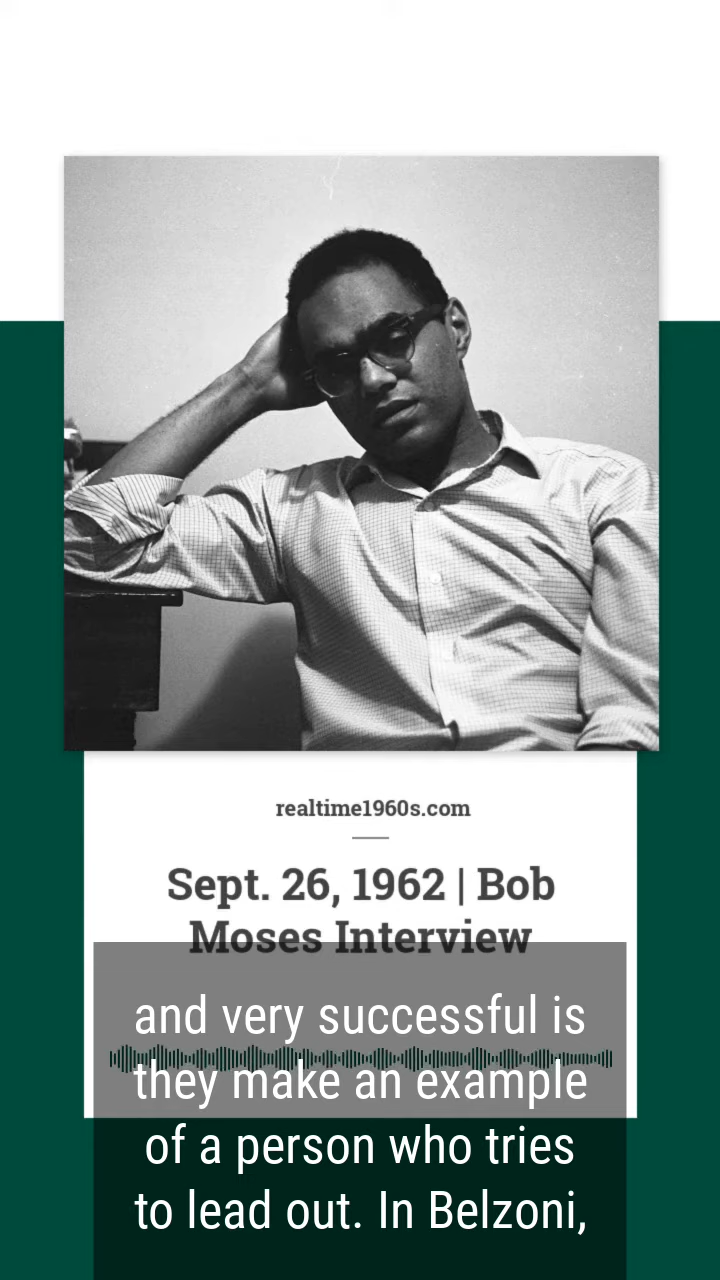 realtime1960s.com
Sept. 26, 1962 | Bob
Moses Interview
and very successful is
they make an example
of a person who tries
to lead out. In Belzoni,